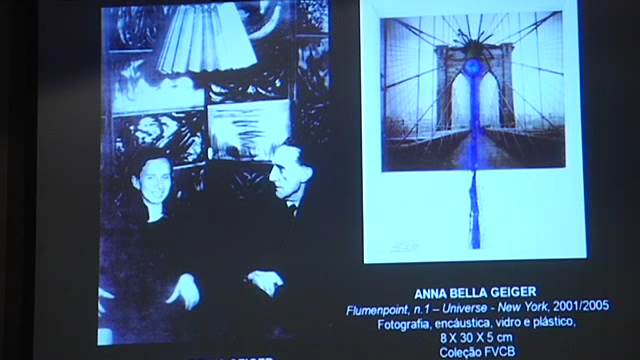 ANNA BELLA GEIGER
Flumenpoint, n.1 – Universe - New York, 2001/2005
Fotografia, encáustica, vidro e plástico,
8 X 30 X 5 cm
Coleção FVCB
GEIGER